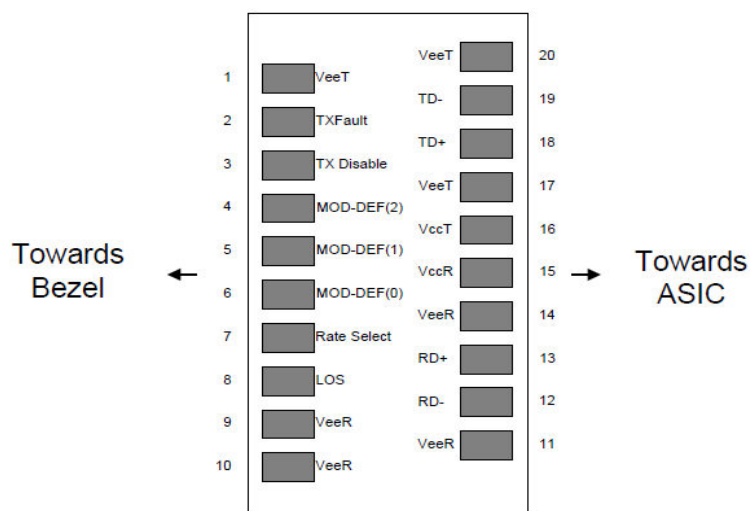 VeeT 20
1 VeeT
TD- 19
2 TXFault
TD+ 18
3 TX Disable
VeeT 17
4 MOD-DEF(2)
VccT 16
5 MOD-DEF(1)
VccR 15
6 MOD-DEF(0)
VeeR 14
7 Rate Select
RD+ 13
8 LOS
RD- 12
9 VeeR
VeeR 11
10 VeeR
Towards
Bezel
Towards
ASIC